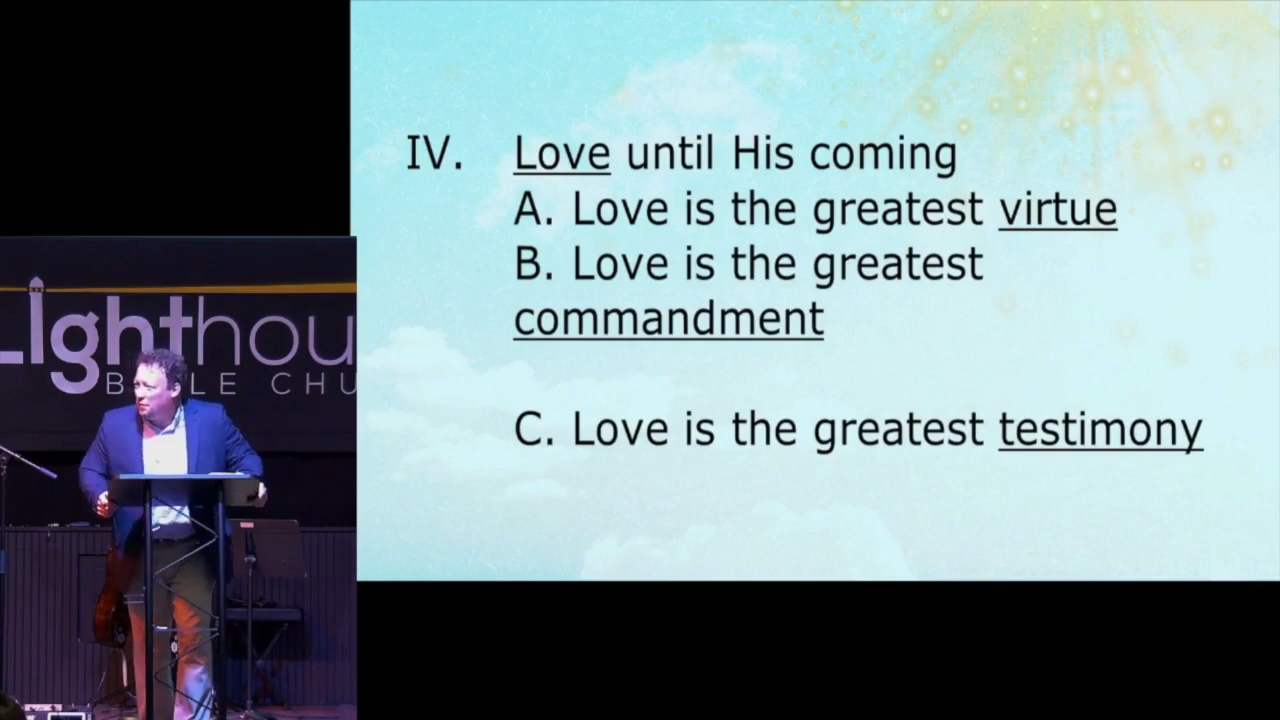 IV. Love until His coming
A. Love is the greatest virtue
B. Love is the greatest
commandment
C. Love is the greatest testimony
Lighthou
B LE CHU